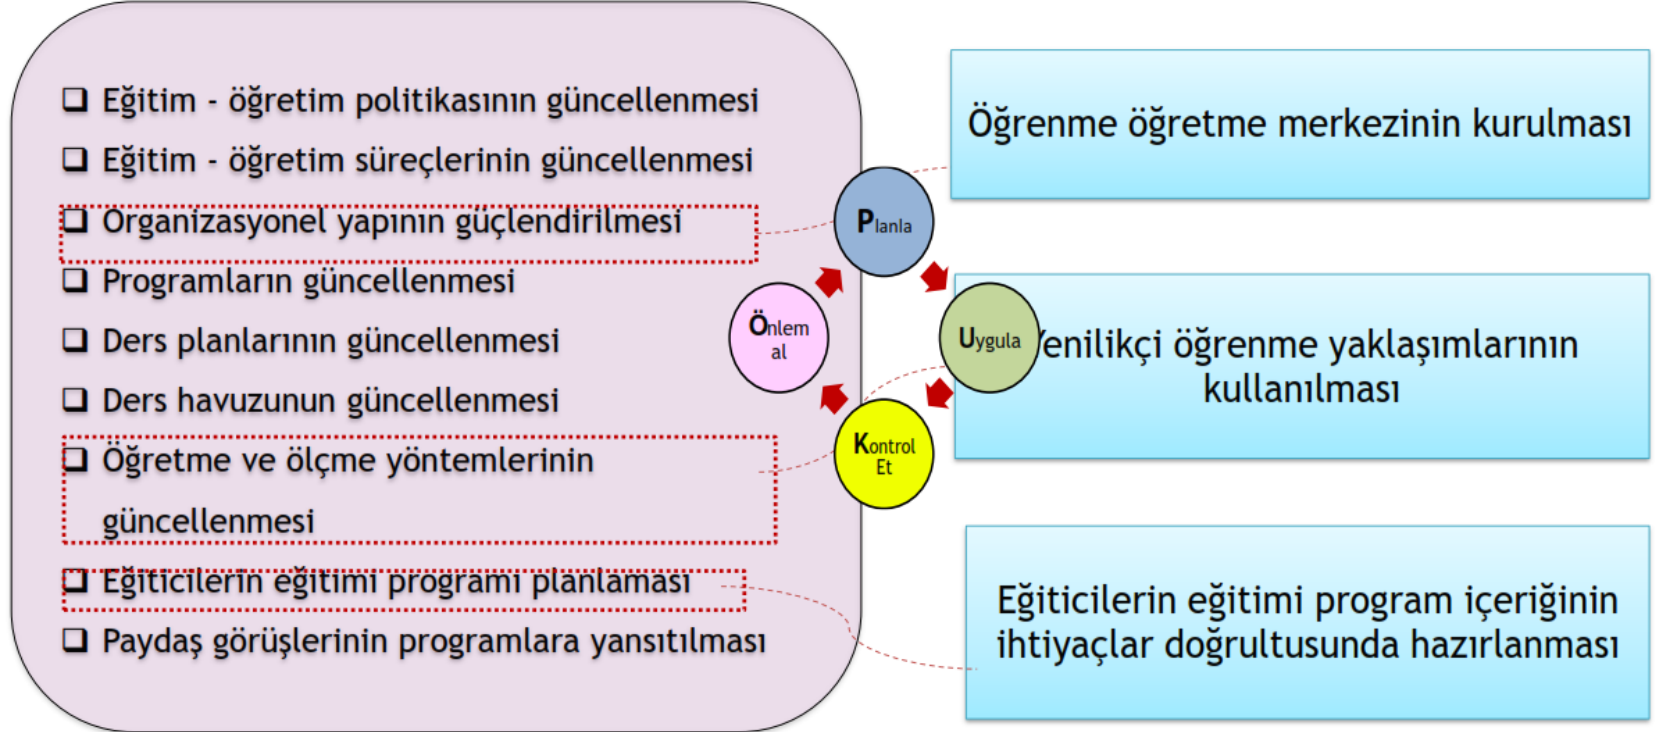 ❑ Eğitim - öğretim politikasının güncellenmesi
❑ Eğitim - öğretim süreçlerinin güncellenmesi
❑ Organizasyonel yapının güçlendirilmesi
❑ Programların güncellenmesi
❑ Ders planlarının güncellenmesi
❑ Ders havuzunun güncellenmesi
❑ Öğretme ve ölçme yöntemlerinin
güncellenmesi
❑ Eğiticilerin eğitimi programı planlaması
❑ Paydaş görüşlerinin programlara yansıtılması
Planla
Uygula
Kontrol
Et
Önlem
al
Öğrenme öğretme merkezinin kurulması
Yenilikçi öğrenme yaklaşımlarının
kullanılması
Eğiticilerin eğitimi program içeriğinin
ihtiyaçlar doğrultusunda hazırlanması